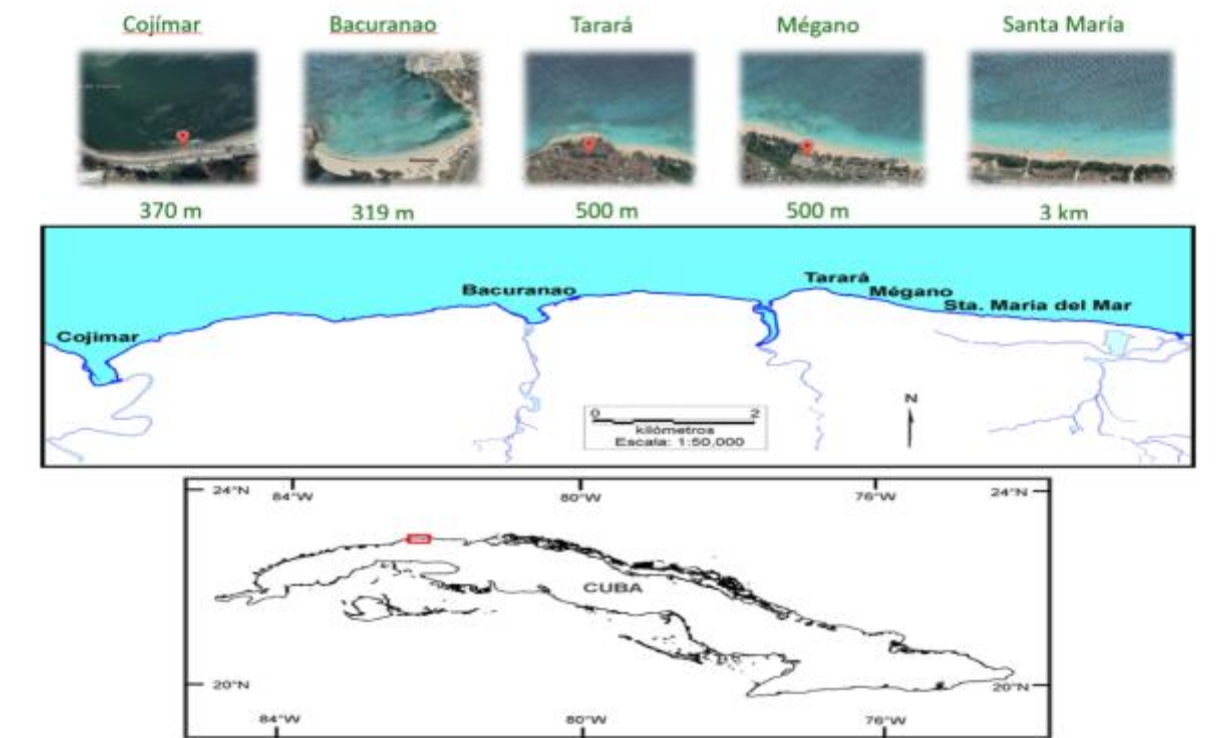 Cojímar Bacuranao Tarará Mégano Santa María
370 m 319 m 500 m 500 m 3 km
Tarará
Bacuranao
Mégano
Sta. Maria del Mar
Cojimar
N
0 2
kilómetros
Escala: 1:50,000
24°N 84°W 80°W 76°W 24°N
CUBA
20°N 20°N
84°W 80°W 76°W